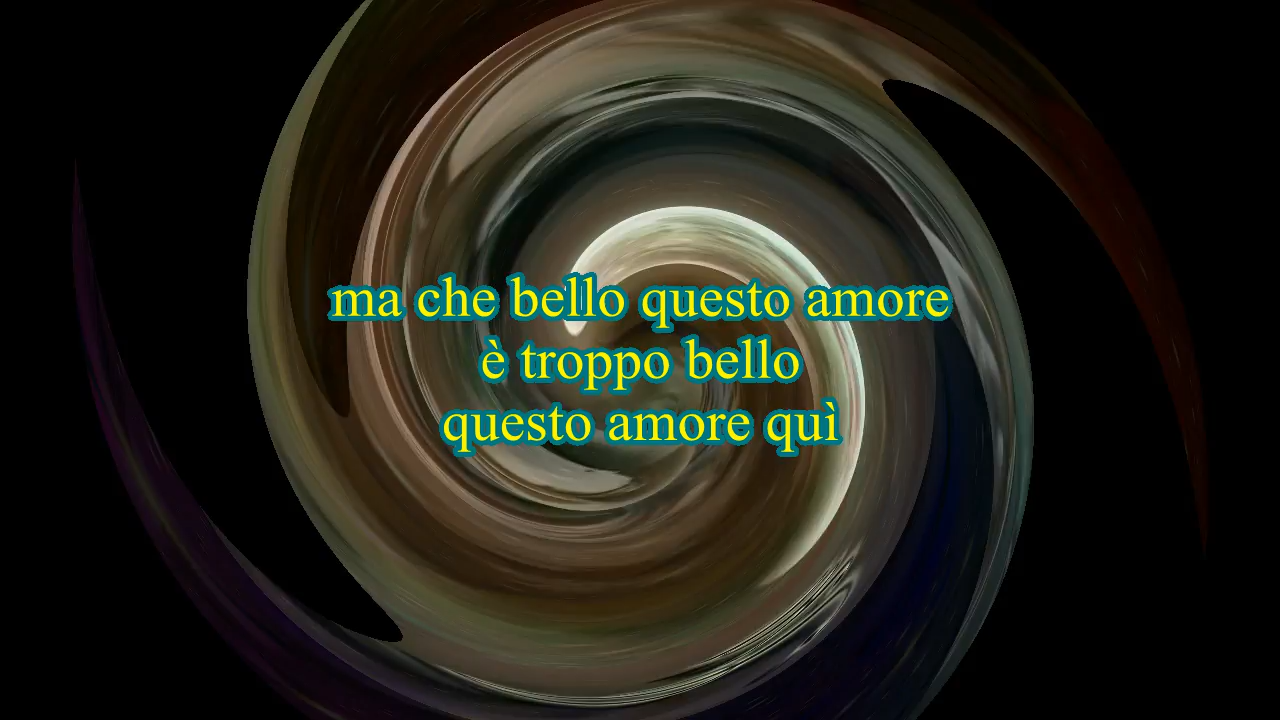 ma che bello questo amore
è troppo bello
questo amore quì